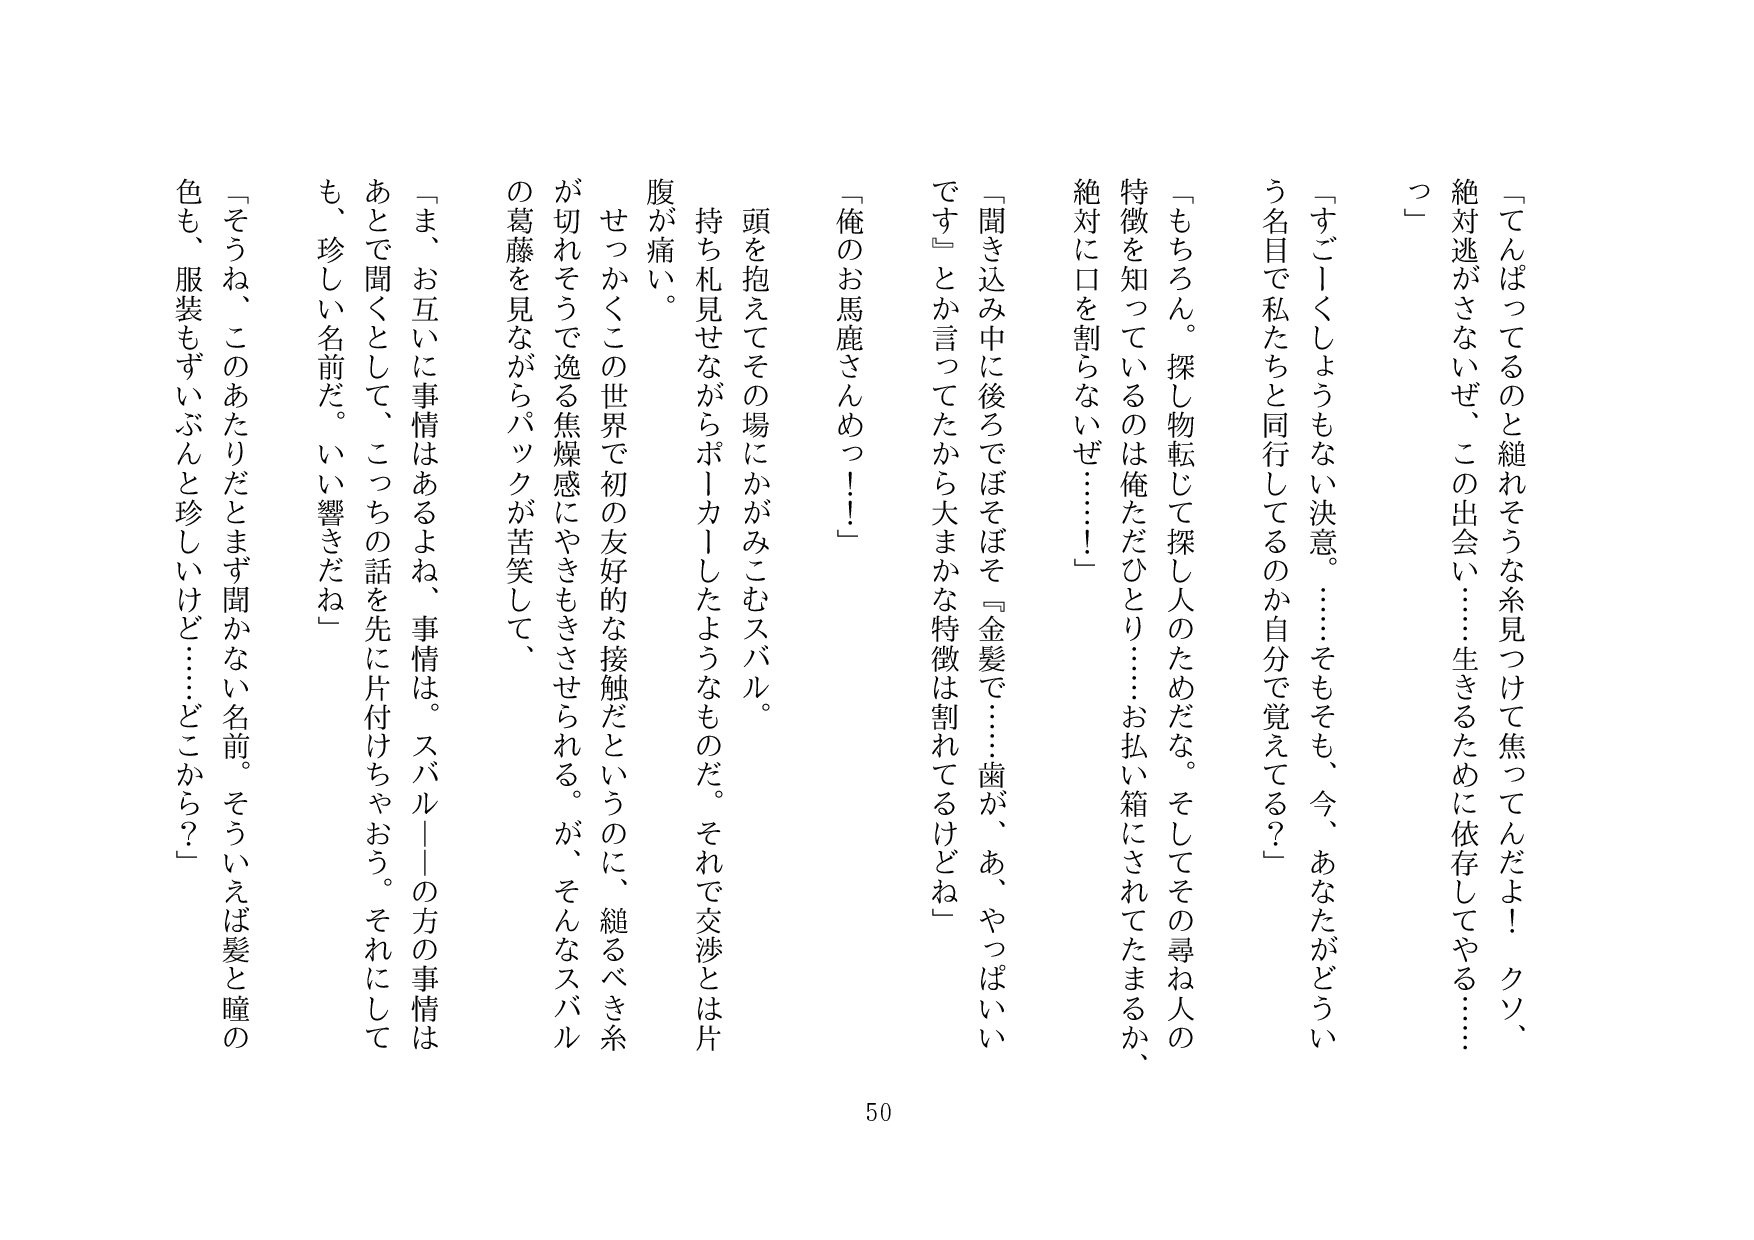 「てんぱってるのと縋れそうな糸見つけて焦ってんだよ！　クソ、
絶対逃がさないぜ、この出会い……生きるために依存してやる……
っ」
「すごーくしょうもない決意。……そもそも、今、あなたがどうい
う名目で私たちと同行してるのか自分で覚えてる？」
「もちろん。探し物転じて探し人のためだな。そしてその尋ね人の
特徴を知っているのは俺ただひとり……お払い箱にされてたまるか、
絶対に口を割らないぜ……！」
「聞き込み中に後ろでぼそぼそ『金髪で……歯が、あ、やっぱいい
です』とか言ってたから大まかな特徴は割れてるけどね」
「俺のお馬鹿さんめっ！！」
　頭を抱えてその場にかがみこむスバル。
　持ち札見せながらポーカーしたようなものだ。それで交渉とは片
腹が痛い。
　せっかくこの世界で初の友好的な接触だというのに、縋るべき糸
が切れそうで逸る焦燥感にやきもきさせられる。が、そんなスバル
の葛藤を見ながらパックが苦笑して、
「ま、お互いに事情はあるよね、事情は。スバル――の方の事情は
あとで聞くとして、こっちの話を先に片付けちゃおう。それにして
も、珍しい名前だ。いい響きだね」
「そうね、このあたりだとまず聞かない名前。そういえば髪と瞳の
色も、服装もずいぶんと珍しいけど……どこから？」
50